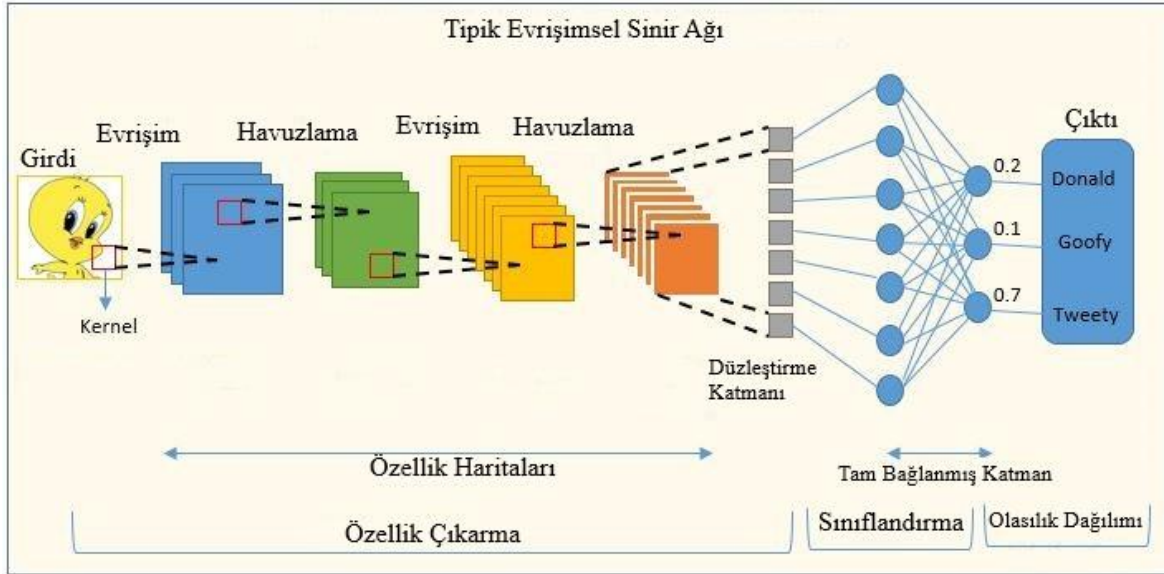 Tipik Evrişimsel Sinir Ağı
Girdi
Evrişim
Havuzlama
Evrişim
Havuzlama
Kernel
Düzleştirme
Katmanı
0.2
0.1
0.7
Çıktı
Donald
Goofy
Tweety
Özellik Haritaları
Tam Bağlanmış Katman
Özellik Çıkarma
Sınıflandırma
Olasılık Dağılımı